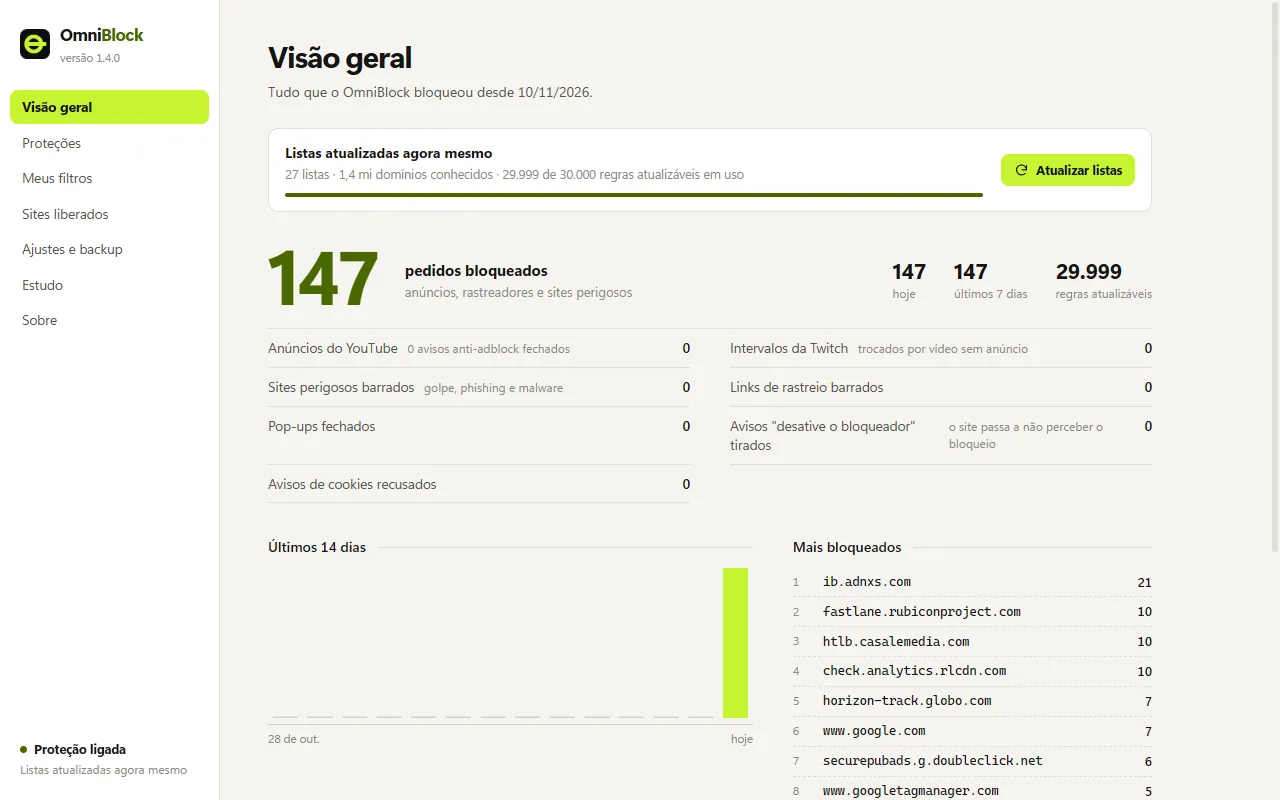 OmniBlock
versão 1.4.0
Visão geral
Proteções
Meus filtros
Sites liberados
Ajustes e backup
Estudo
Sobre
Proteção ligada
Listas atualizadas agora mesmo
Visão geral
Tudo que o OmniBlock bloqueou desde 10/11/2026.
Listas atualizadas agora mesmo
27 listas · 1,4 mi domínios conhecidos · 29.999 de 30.000 regras atualizáveis em uso
Atualizar listas
147
pedidos bloqueados
anúncios, rastreadores e sites perigosos
147
hoje
147
últimos 7 dias
29.999
regras atualizáveis
Anúncios do YouTube 0 avisos anti-adblock fechados 0
Intervalos da Twitch trocados por vídeo sem anúncio 0
Sites perigosos barrados golpe, phishing e malware 0
Links de rastreio barrados 0
Pop-ups fechados 0
Avisos "desative o bloqueador"
tirados
o site passa a não perceber o
bloqueio
0
Avisos de cookies recusados 0
Últimos 14 dias
28 de out.
hoje
Mais bloqueados
1 ib.adnxs.com 21
2 fastlane.rubiconproject.com 10
3 htlb.casalemedia.com 10
4 check.analytics.rlcdn.com 10
5 horizon-track.globo.com 7
6 www.google.com 7
7 securepubads.g.doubleclick.net 6
8 www.googletagmanager.com 5